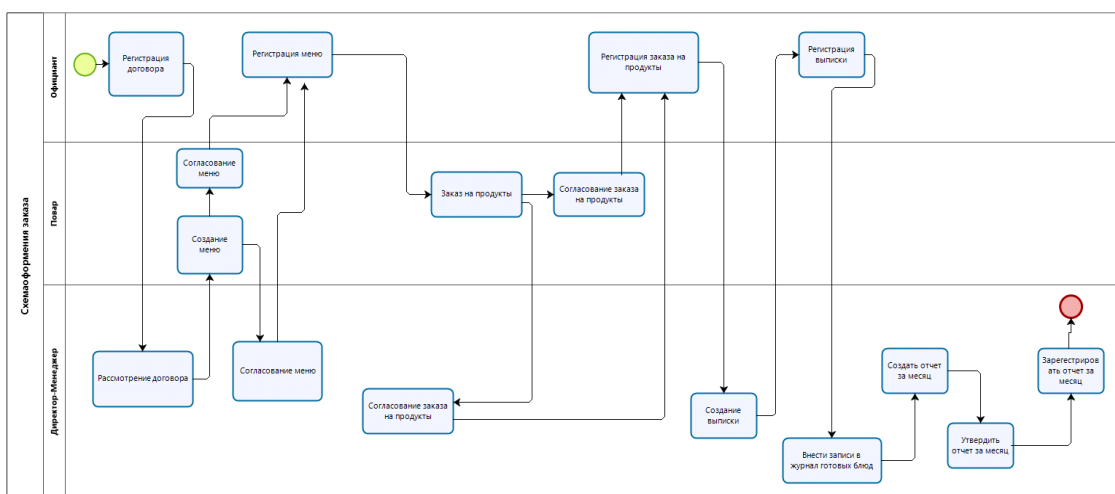 Схемаоформения заказа
Официант
Регистрация
договора
Регистрация меню
Регистрация заказа на
продукты
Регистрация
выписки
Повар
Согласование
меню
Создание
меню
Заказ на продукты
Согласование заказа
на продукты
Директор-Менеджер
Рассмотрение договора
Согласование меню
Согласование заказа
на продукты
Создание
выписки
Внести записи в
журнал готовых блюд
Создать отчет
за месяц
Утвердить
отчет за месяц
Зарегестриров
ать отчет за
месяц